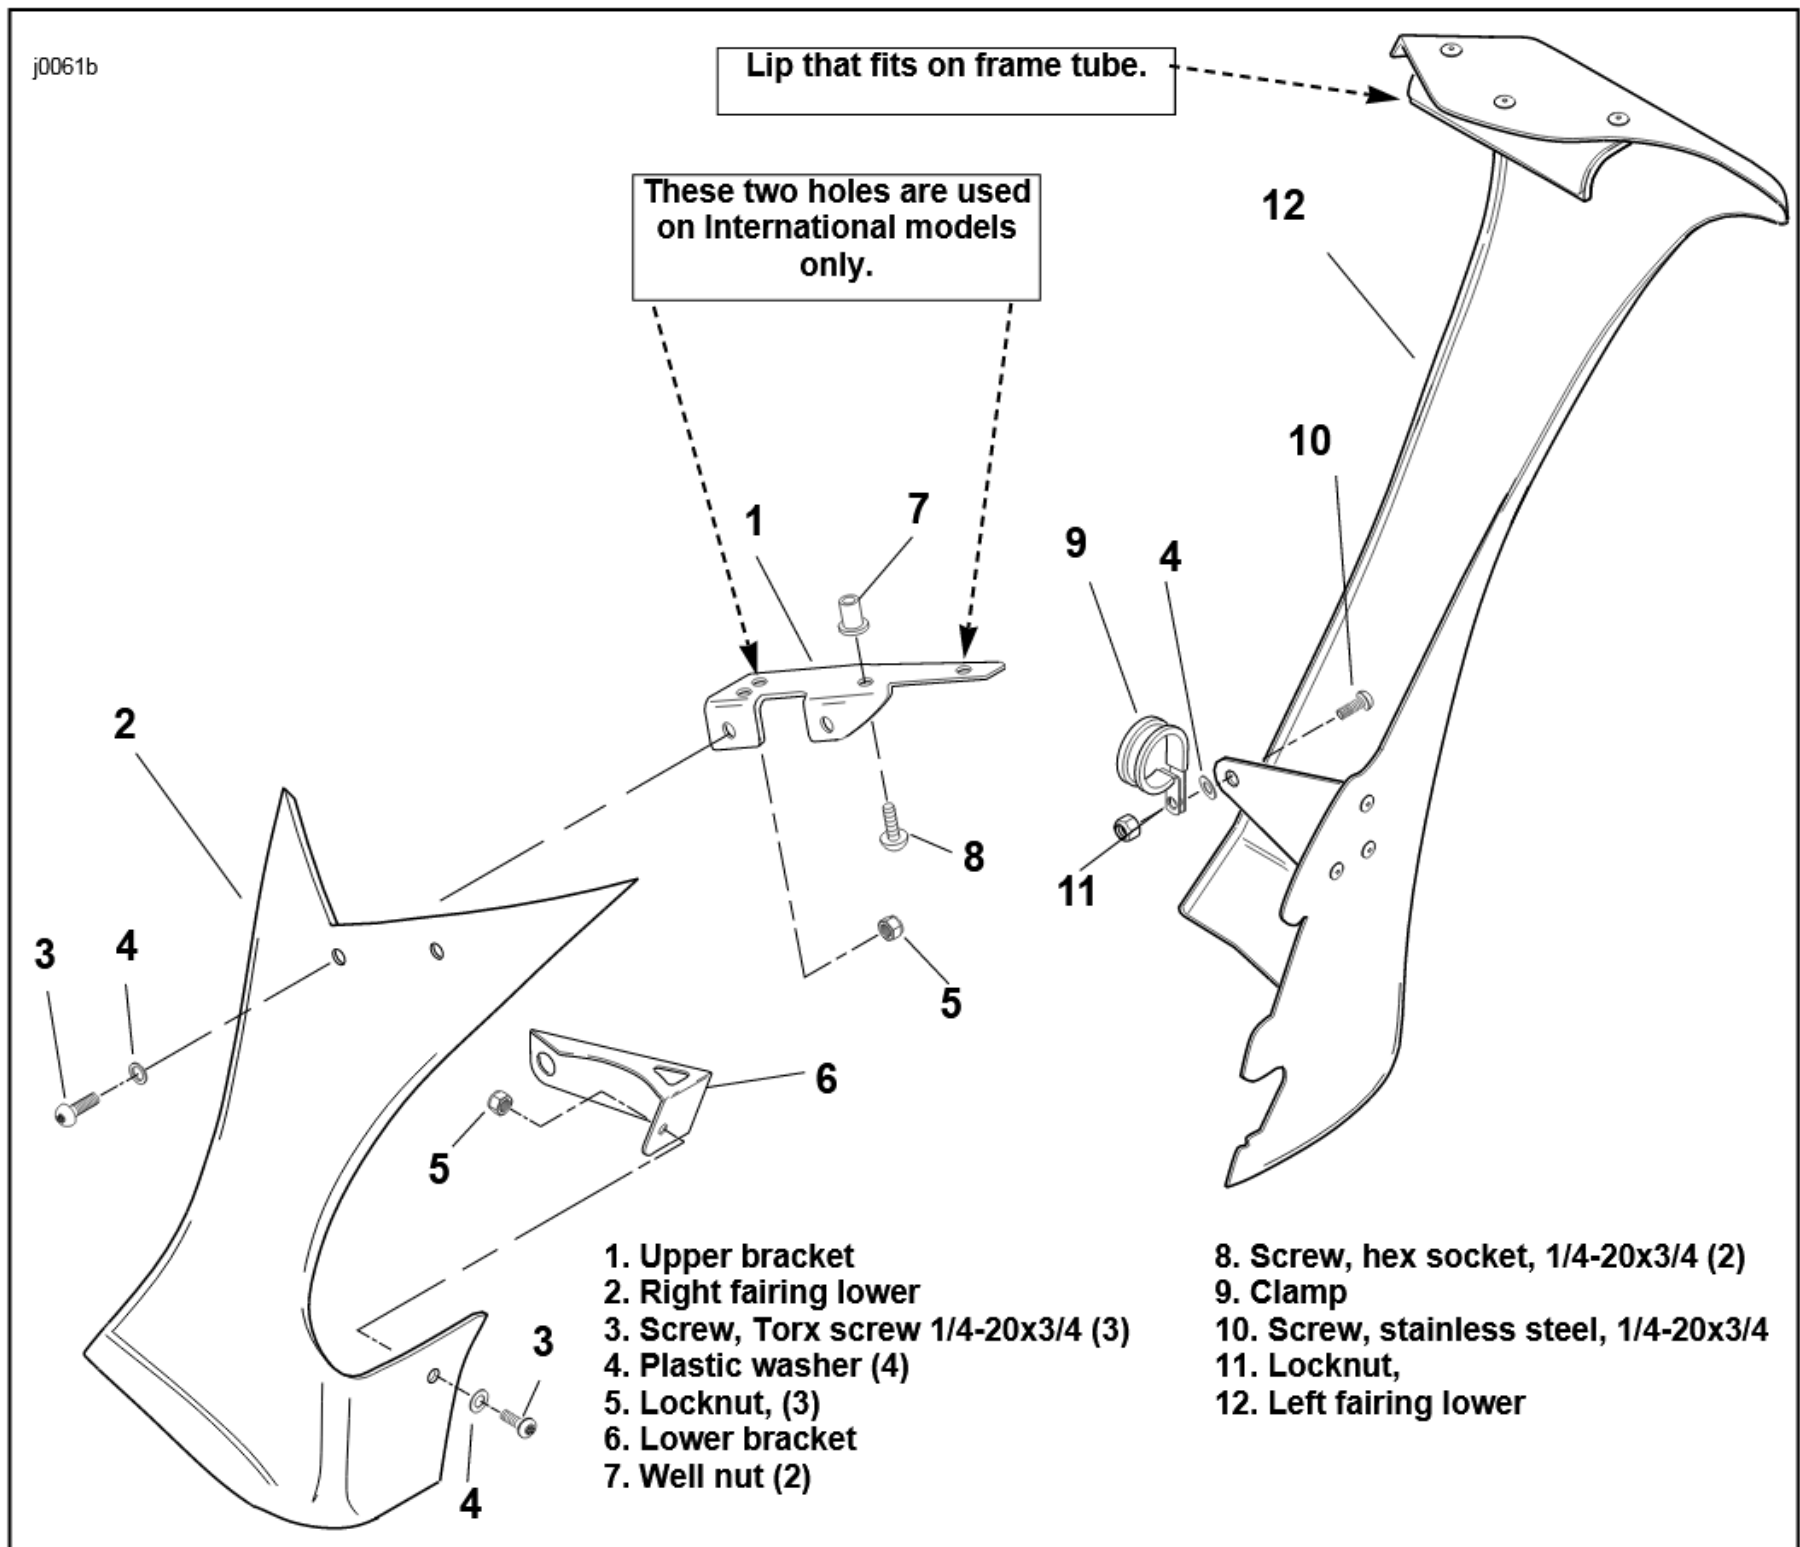 j0061b
Lip that fits on frame tube.
These two holes are used
on International models
only.
12
10
7
1
9
4
2
8
11
3
4
5
6
5
3
4
1. Upper bracket
2. Right fairing lower
3. Screw, Torx screw 1/4-20x3/4 (3)
4. Plastic washer (4)
5. Locknut, (3)
6. Lower bracket
7. Well nut (2)
8. Screw, hex socket, 1/4-20x3/4 (2)
9. Clamp
10. Screw, stainless steel, 1/4-20x3/4
11. Locknut,
12. Left fairing lower